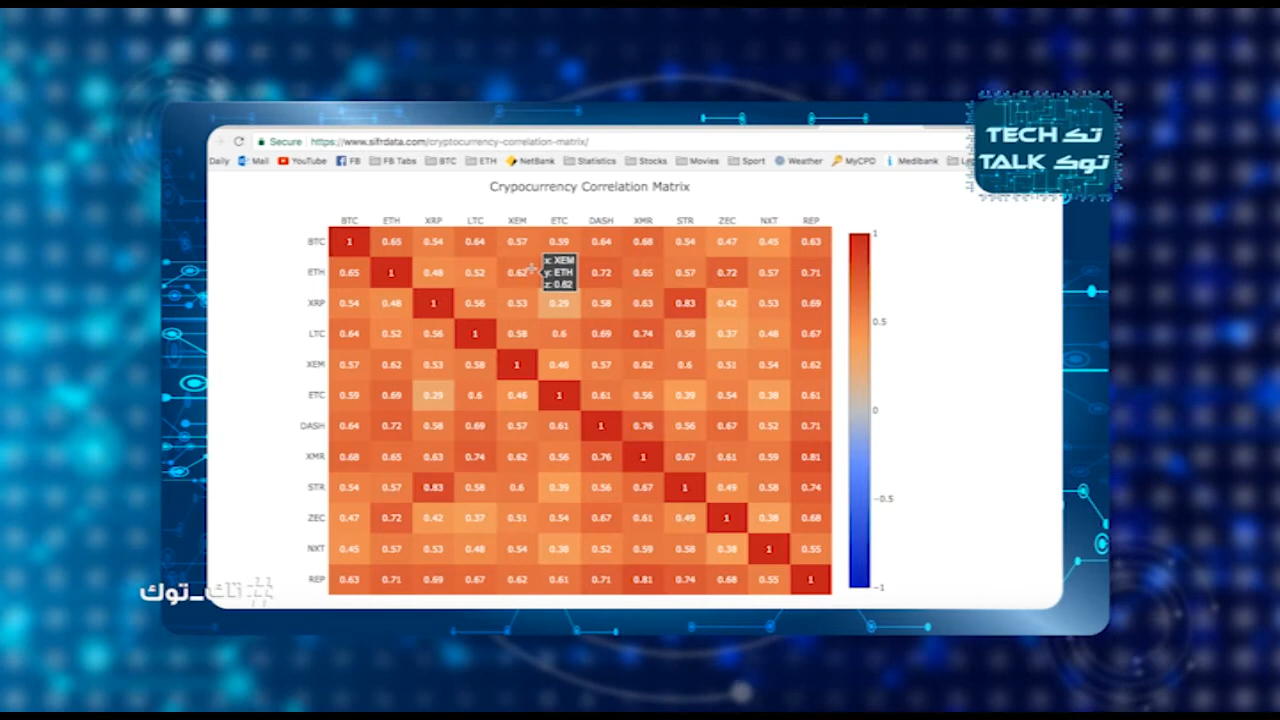 Secure https://www.sifrdata.com/cryptocurrency-correlation-matrix/
TECH تك
TALK توك
Daily Mail YouTube FB FB Tabs BTC ETH NetBank Statistics Stocks Movies Sport Weather MyCPD Medibank
Crypocurrency Correlation Matrix
BTC ETH XRP LTC XEM ETC DASH XMR STR ZEC NXT REP
BTC 1 0.65 0.54 0.64 0.57 0.59 0.64 0.68 0.54 0.47 0.45 0.63
x: XEM
y: ETH
z: 0.62
ETH 0.65 1 0.48 0.52 0.62 0.72 0.65 0.57 0.72 0.57 0.71
XRP 0.54 0.48 1 0.56 0.53 0.29 0.58 0.63 0.83 0.42 0.53 0.69
LTC 0.64 0.52 0.56 1 0.58 0.6 0.69 0.74 0.58 0.37 0.48 0.67
XEM 0.57 0.62 0.53 0.58 1 0.46 0.57 0.62 0.6 0.51 0.54 0.62
ETC 0.59 0.69 0.29 0.6 0.46 1 0.61 0.56 0.39 0.54 0.38 0.61
DASH 0.64 0.72 0.58 0.69 0.57 0.61 1 0.76 0.56 0.67 0.52 0.71
XMR 0.68 0.65 0.63 0.74 0.62 0.56 0.76 1 0.67 0.61 0.59 0.81
STR 0.54 0.57 0.83 0.58 0.6 0.39 0.56 0.67 1 0.49 0.58 0.74
ZEC 0.47 0.72 0.42 0.37 0.51 0.54 0.67 0.61 0.49 1 0.38 0.68
NXT 0.45 0.57 0.53 0.48 0.54 0.38 0.52 0.59 0.58 0.38 1 0.55
REP 0.63 0.71 0.69 0.67 0.62 0.61 0.71 0.81 0.74 0.68 0.55 1
1
0.5
0
−0.5
−1
#تك_توك